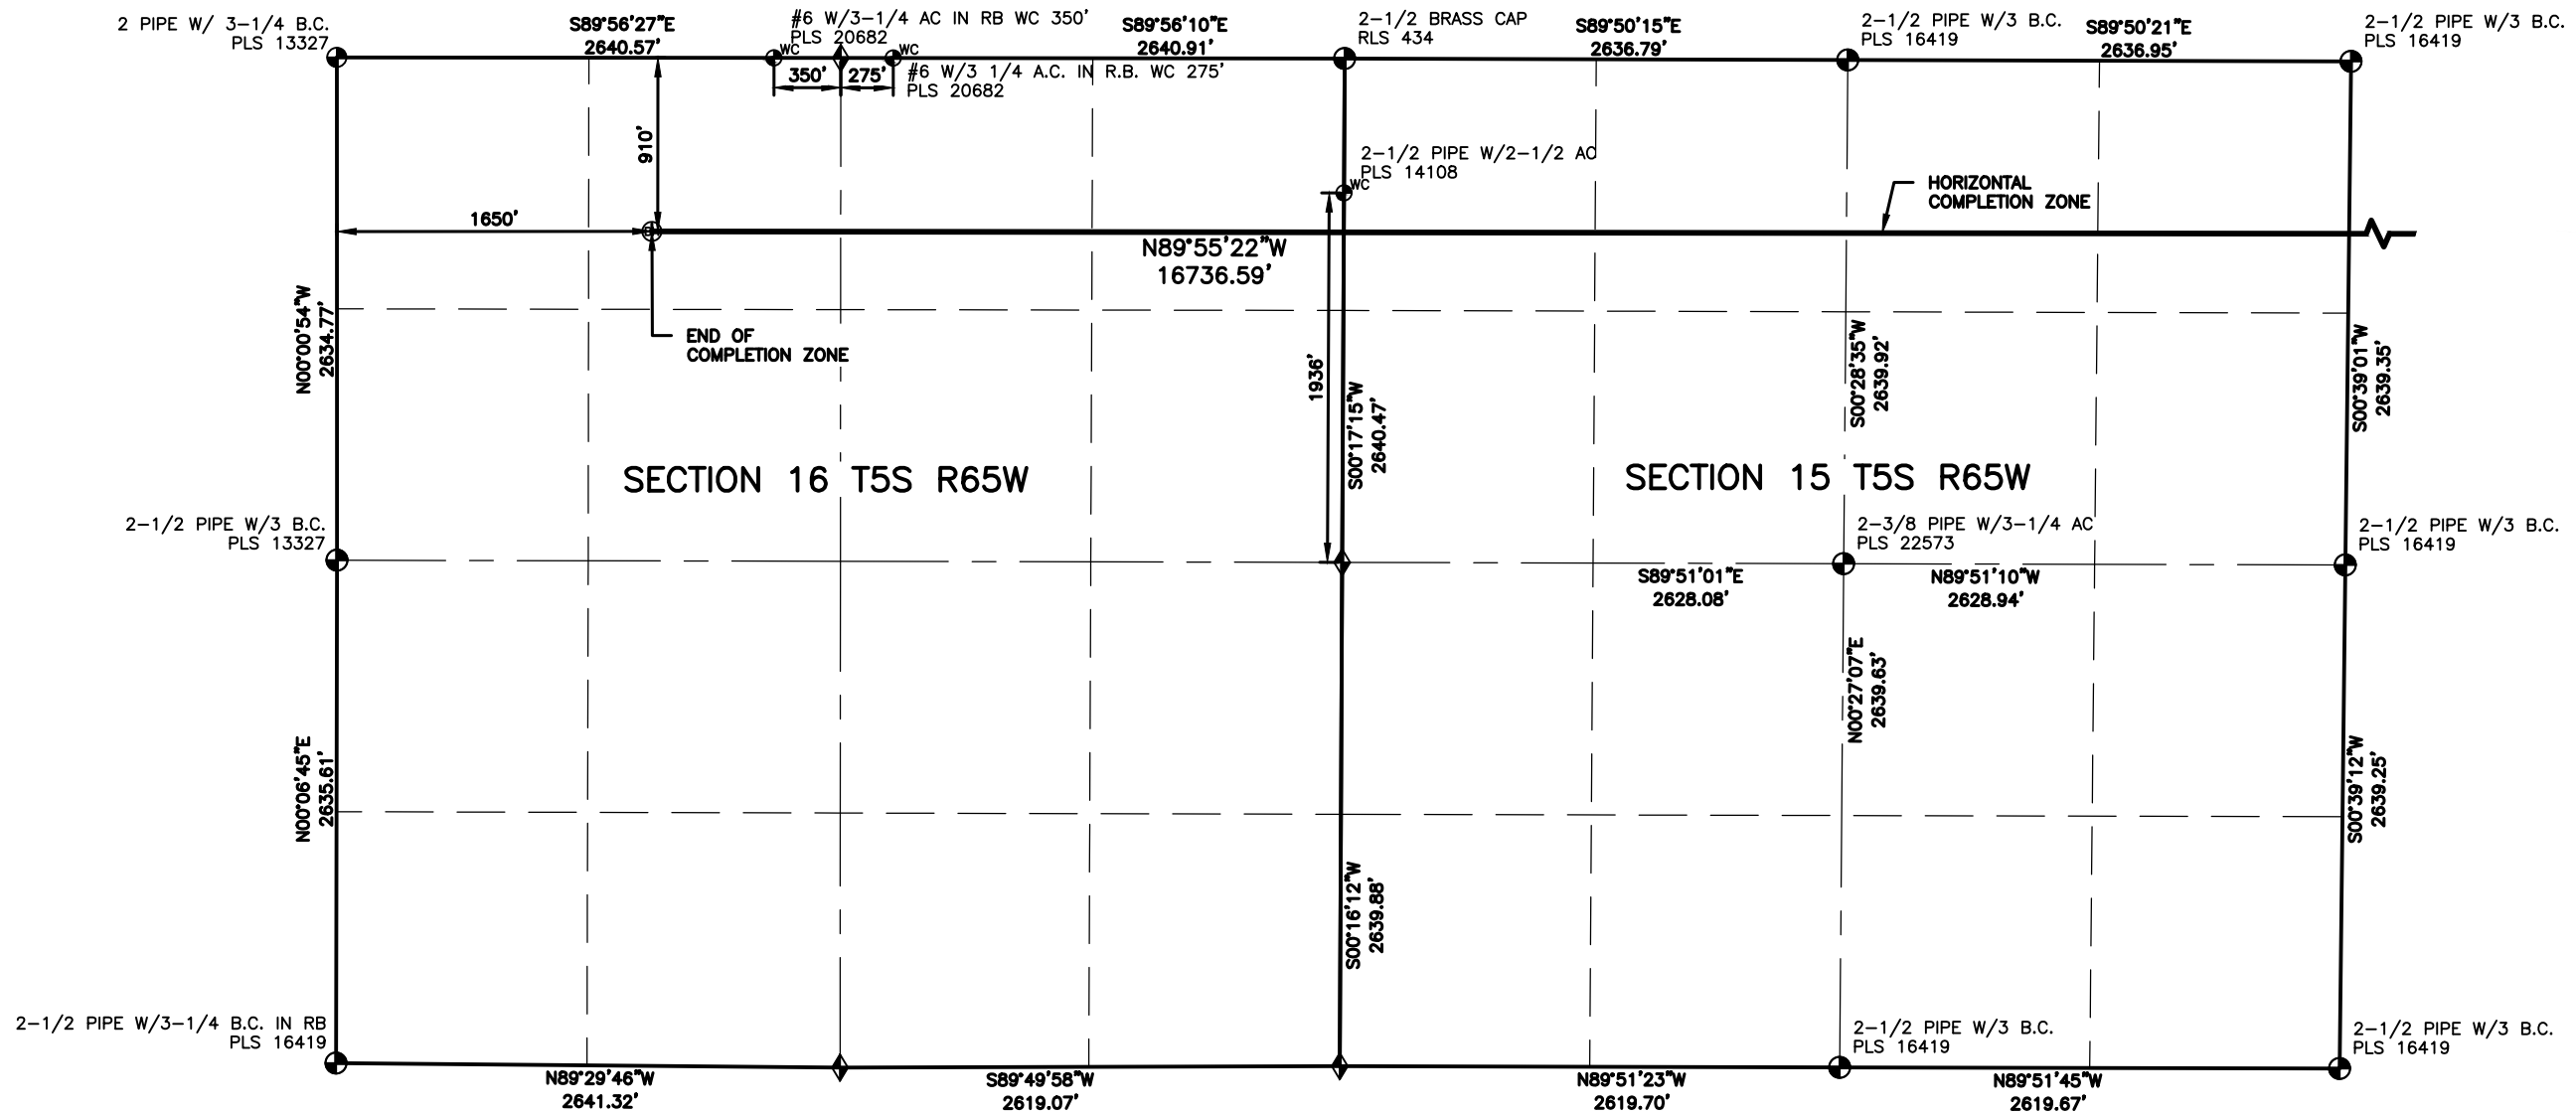 2 PIPE W/ 3-1/4 B.C.
PLS 13327
S89°56'27"E
2640.57'
#6 W/3-1/4 AC IN RB WC 350'
PLS 20682
WC
WC
350'
275'
#6 W/3 1/4 A.C. IN R.B. WC 275'
PLS 20682
S89°56'10"E
2640.91'
2-1/2 BRASS CAP
RLS 434
S89°50'15"E
2636.79'
2-1/2 PIPE W/3 B.C.
PLS 16419
S89°50'21"E
2636.95'
2-1/2 PIPE W/3 B.C.
PLS 16419
910'
2-1/2 PIPE W/2-1/2 AC
PLS 14108
WC
HORIZONTAL
COMPLETION ZONE
1650'
N89°55'22"W
16736.59'
END OF
COMPLETION ZONE
N00°00'54"W
2634.77'
1936'
S00°17'15"W
2640.47'
S00°28'35"W
2639.92'
S00°39'01"W
2639.35'
SECTION 16 T5S R65W
SECTION 15 T5S R65W
2-1/2 PIPE W/3 B.C.
PLS 13327
2-3/8 PIPE W/3-1/4 AC
PLS 22573
2-1/2 PIPE W/3 B.C.
PLS 16419
S89°51'01"E
2628.08'
N89°51'10"W
2628.94'
N00°06'45"E
2635.61'
S00°16'12"W
2639.88'
N00°27'07"E
2639.63'
S00°39'12"W
2639.25'
2-1/2 PIPE W/3-1/4 B.C. IN RB
PLS 16419
2-1/2 PIPE W/3 B.C.
PLS 16419
2-1/2 PIPE W/3 B.C.
PLS 16419
N89°29'46"W
2641.32'
S89°49'58"W
2619.07'
N89°51'23"W
2619.70'
N89°51'45"W
2619.67'